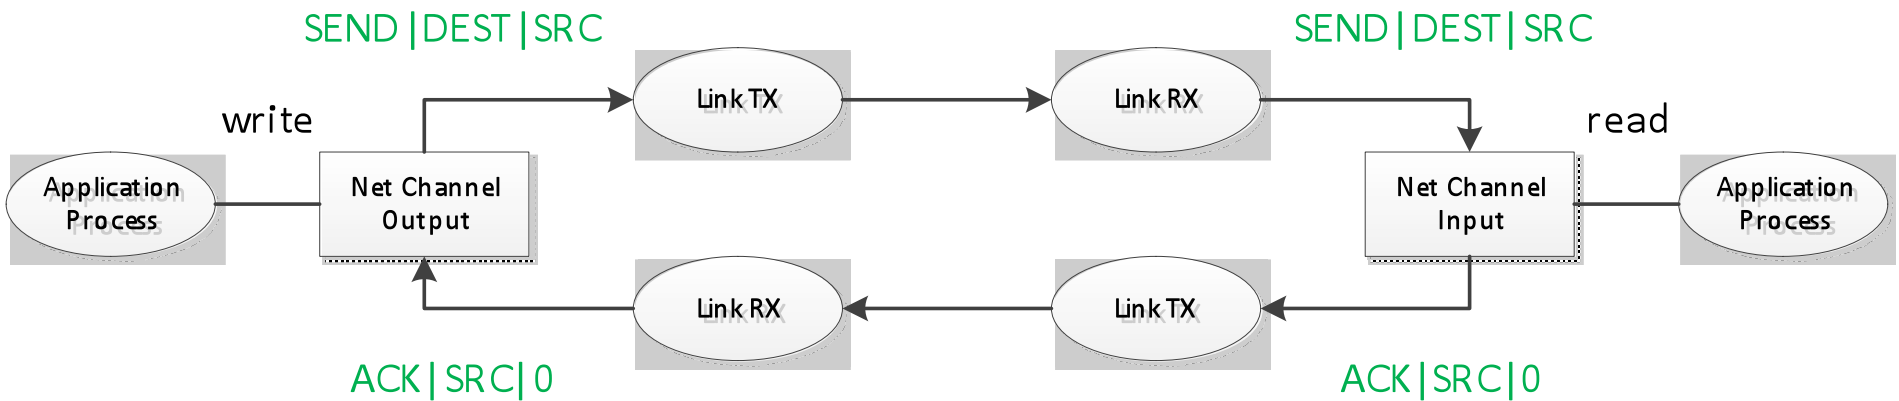 SEND|DEST|SRC
SEND|DEST|SRC
Link TX
Link RX
write
read
Application
Process
Net Channel
Output
Net Channel
Input
Application
Process
Link RX
Link TX
ACK|SRC|0
ACK|SRC|0